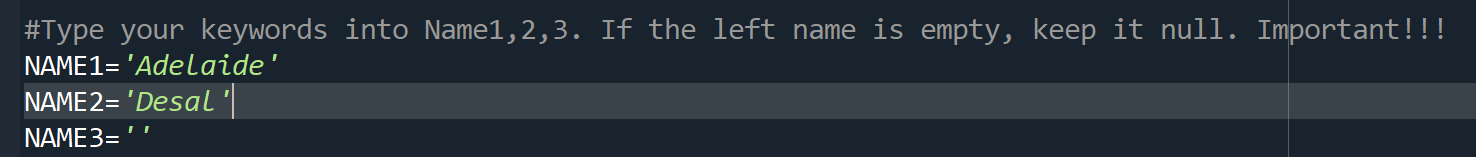 #Type your keywords into Name1,2,3. If the left name is empty, keep it null. Important!!!
NAME1='Adelaide'
NAME2='Desal'
NAME3=''